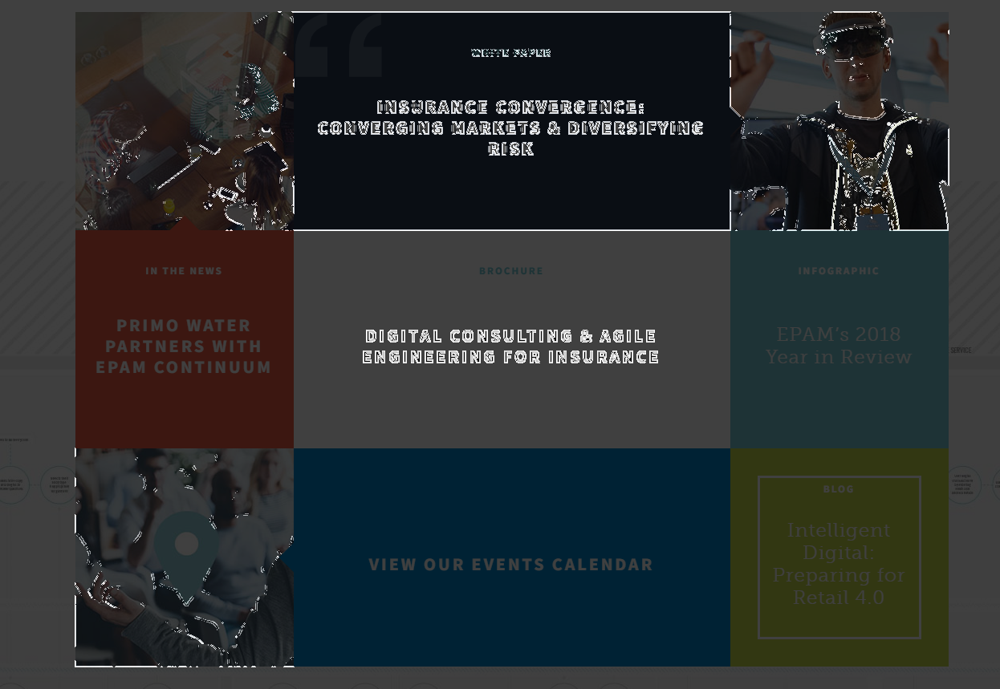 WHITE PAPER
INSURANCE CONVERGENCE:
CONVERGING MARKETS & DIVERSIFYING
RISK
IN THE NEWS
PRIMO WATER
PARTNERS WITH
EPAM CONTINUUM
BROCHURE
DIGITAL CONSULTING & AGILE
ENGINEERING FOR INSURANCE
INFOGRAPHIC
EPAM's 2018
Year in Review
SERVICE
VIEW OUR EVENTS CALENDAR
BLOG
Intelligent
Digital:
Preparing for
Retail 4.0